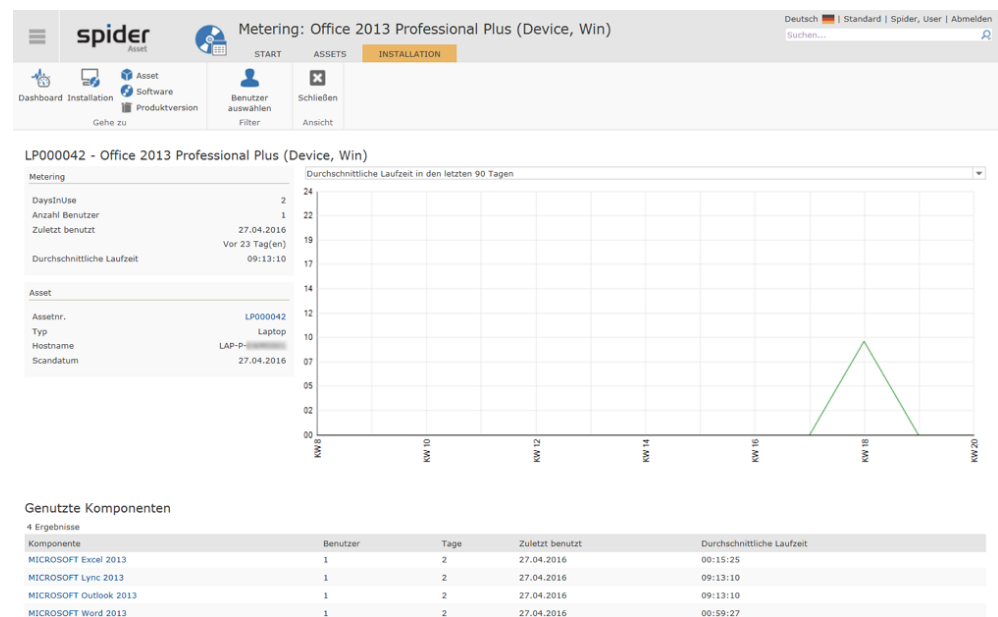 Deutsch | Standard | Spider, User | Abmelden
spider
Asset
Metering: Office 2013 Professional Plus (Device, Win)
Suchen...
START ASSETS INSTALLATION
Dashboard Installation
Asset
Software
Produktversion
Benutzer
auswählen
Schließen
Gehe zu Filter Ansicht
LP000042 - Office 2013 Professional Plus (Device, Win)
Metering
DaysInUse 2
Anzahl Benutzer 1
Zuletzt benutzt 27.04.2016
Vor 23 Tag(en)
Durchschnittliche Laufzeit 09:13:10
Asset
Assetnr. LP000042
Typ Laptop
Hostname LAP-P-
Scandatum 27.04.2016
Durchschnittliche Laufzeit in den letzten 90 Tagen
24
22
19
17
14
12
10
07
05
02
00
KW 8 KW 10 KW 12 KW 14 KW 16 KW 18 KW 20
Genutzte Komponenten
4 Ergebnisse
Komponente Benutzer Tage Zuletzt benutzt Durchschnittliche Laufzeit
MICROSOFT Excel 2013 1 2 27.04.2016 00:15:25
MICROSOFT Lync 2013 1 2 27.04.2016 09:13:10
MICROSOFT Outlook 2013 1 2 27.04.2016 09:13:10
MICROSOFT Word 2013 1 2 27.04.2016 00:59:27